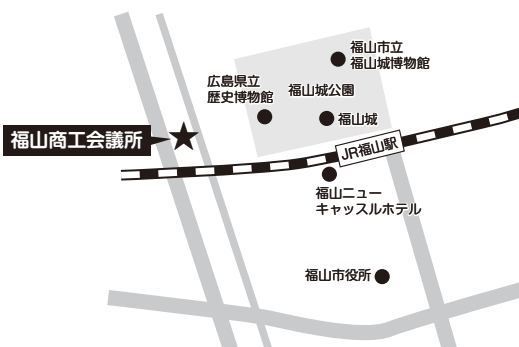 福山市立
福山城博物館
広島県立
歴史博物館
福山城公園
福山城
福山商工会議所
JR福山駅
福山ニュー
キャッスルホテル
福山市役所